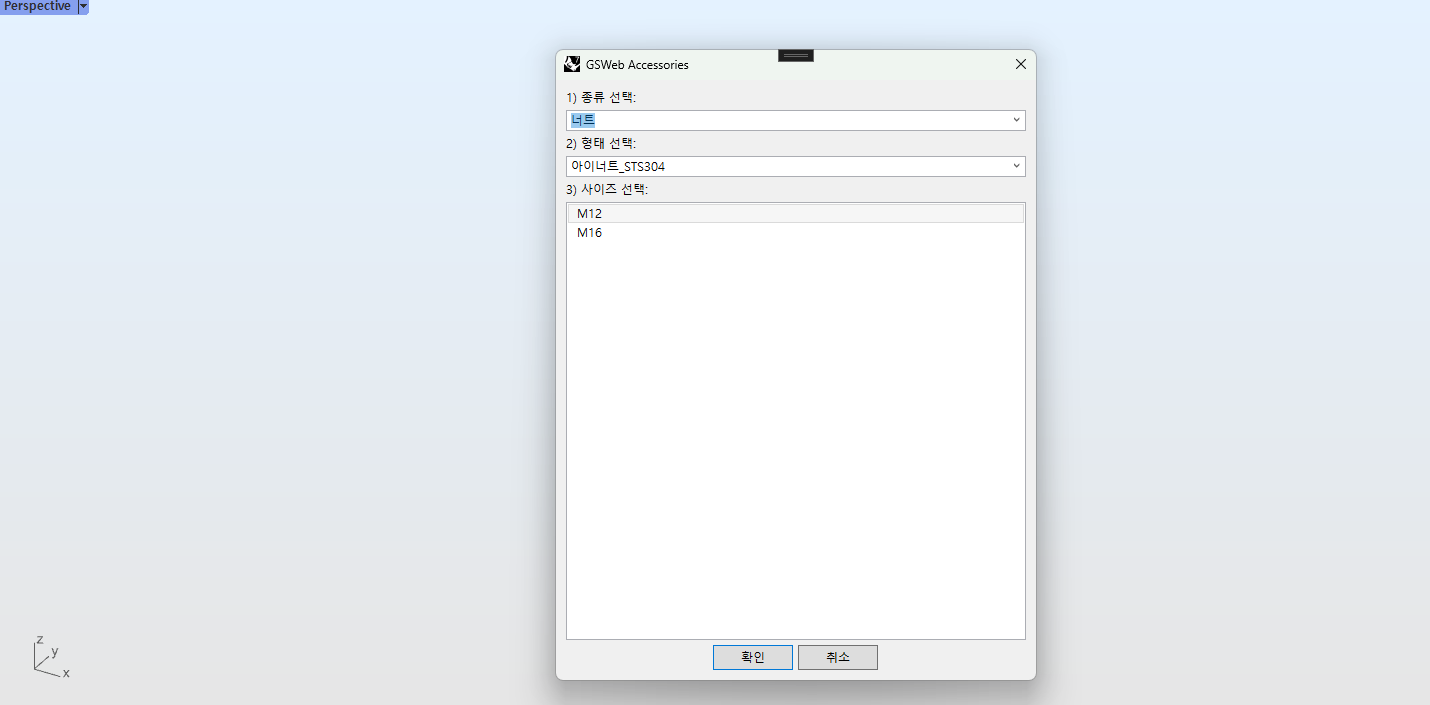 Perspective
GSWeb Accessories
1) 종류 선택:
너트
2) 형태 선택:
아이너트_STS304
3) 사이즈 선택:
M12
M16
확인 취소
z
y
x